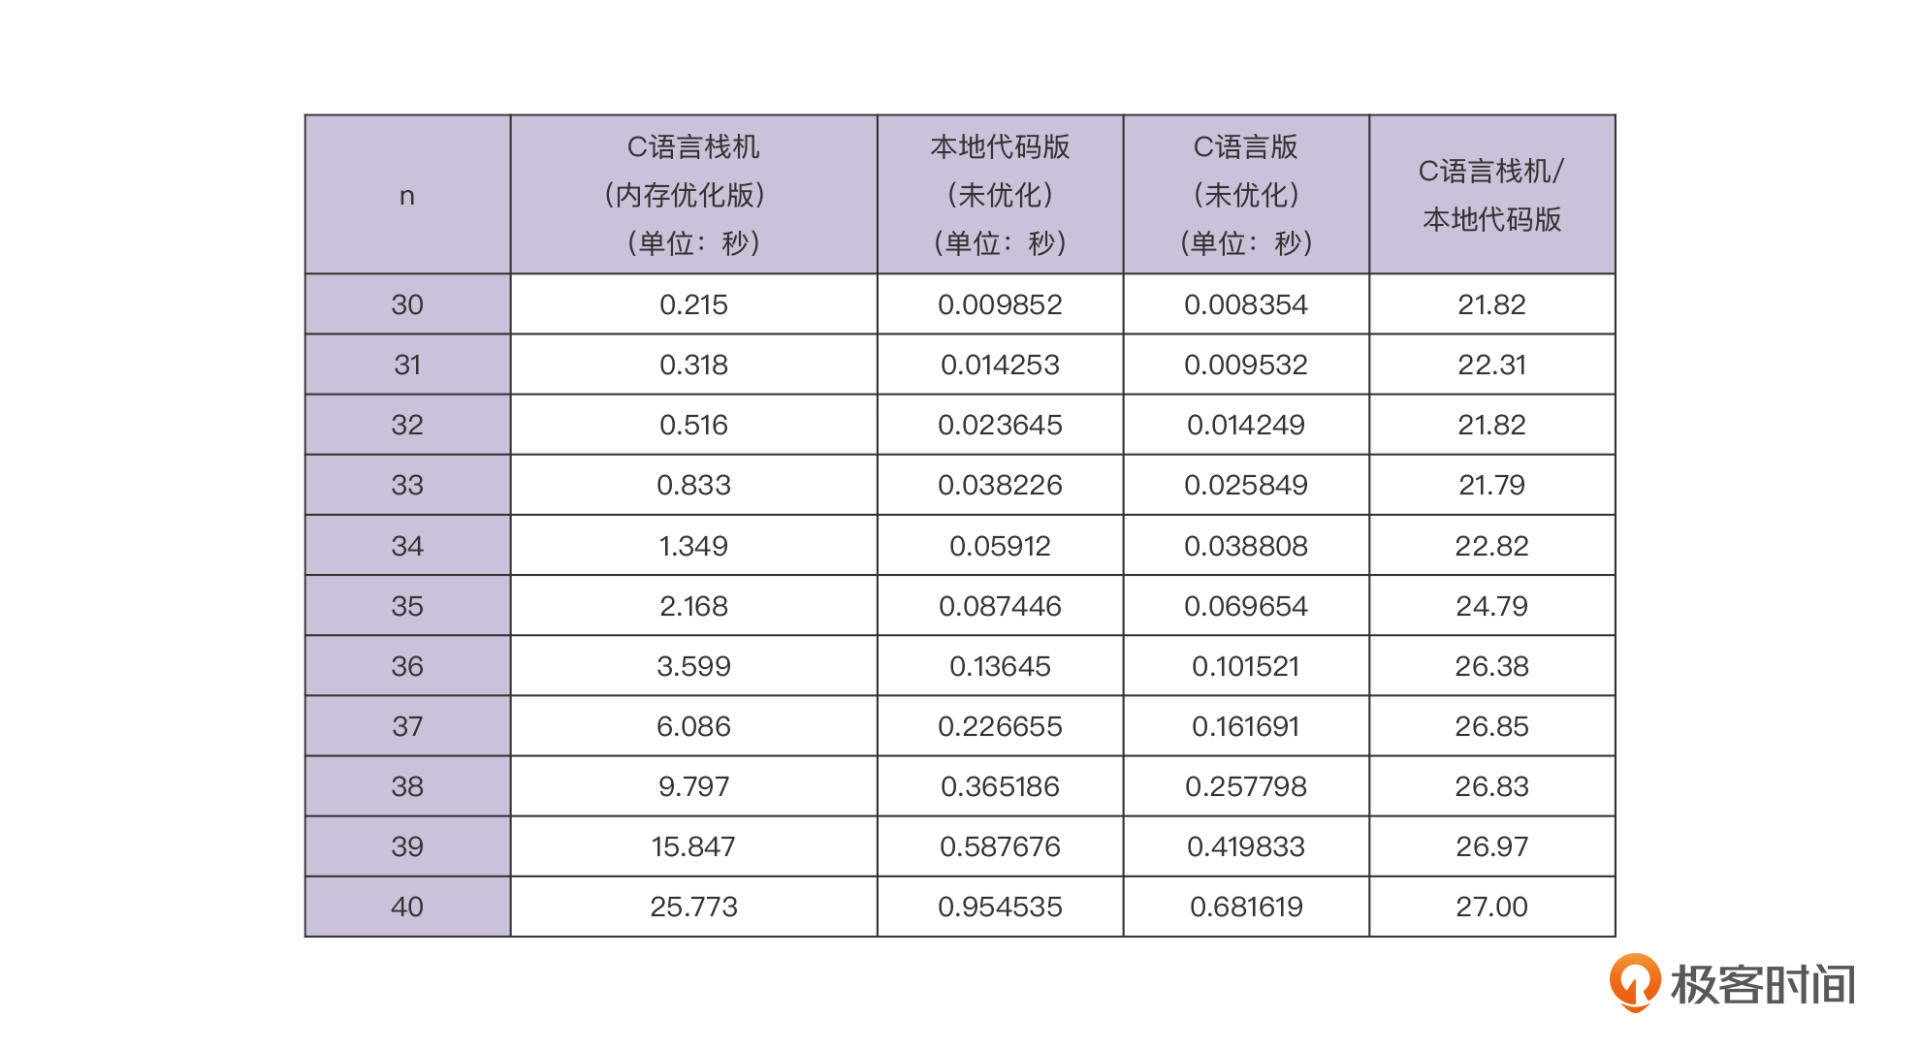 n
C语言栈机
（内存优化版）
（单位：秒）
本地代码版
（未优化）
（单位：秒）
C语言版
（未优化）
（单位：秒）
C语言栈机/
本地代码版
30 0.215 0.009852 0.008354 21.82
31 0.318 0.014253 0.009532 22.31
32 0.516 0.023645 0.014249 21.82
33 0.833 0.038226 0.025849 21.79
34 1.349 0.05912 0.038808 22.82
35 2.168 0.087446 0.069654 24.79
36 3.599 0.13645 0.101521 26.38
37 6.086 0.226655 0.161691 26.85
38 9.797 0.365186 0.257798 26.83
39 15.847 0.587676 0.419833 26.97
40 25.773 0.954535 0.681619 27.00
极客时间